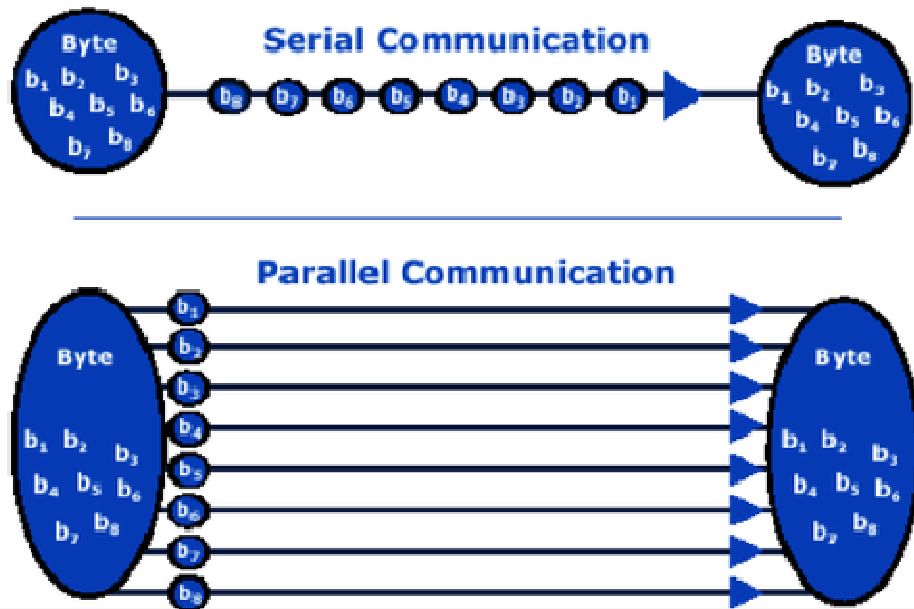 Serial Communication
Byte
b₁ b₂ b₃
b₄ b₅ b₆
b₇ b₈
b₈ b₇ b₆ b₅ b₄ b₃ b₂ b₁
Byte
b₁ b₂ b₃
b₄ b₅ b₆
b₇ b₈
Parallel Communication
Byte
b₁ b₂ b₃
b₄ b₅ b₆
b₇ b₈
b₁
b₂
b₃
b₄
b₅
b₆
b₇
b₈
Byte
b₁ b₂ b₃
b₄ b₅ b₆
b₇ b₈